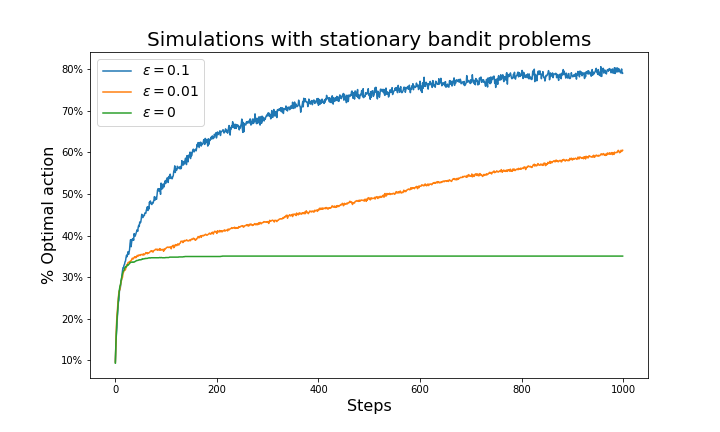 Simulations with stationary bandit problems
ε = 0.1
ε = 0.01
ε = 0
% Optimal action
80%
70%
60%
50%
40%
30%
20%
10%
0 200 400 600 800 1000
Steps